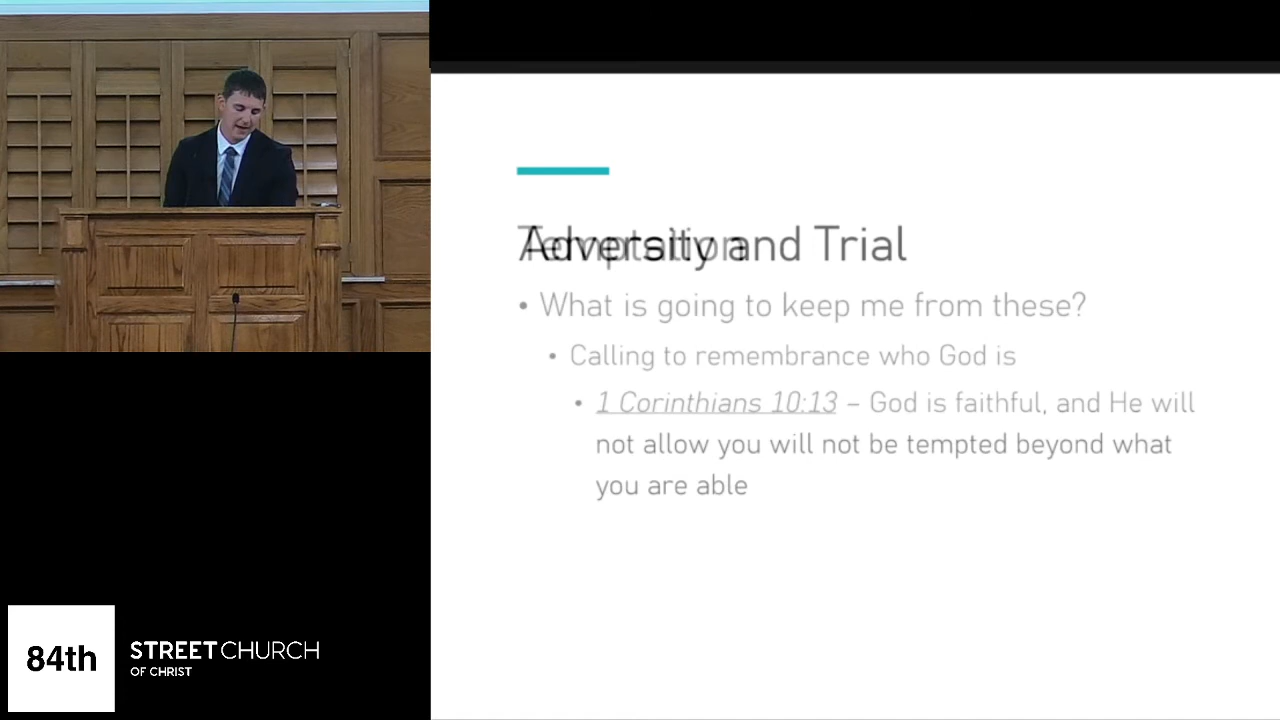 Temptation
Adversity and Trial
• What is going to keep me from these?
• Calling to remembrance who God is
• 1 Corinthians 10:13 – God is faithful, and He will
not allow you will not be tempted beyond what
you are able
84th
STREET CHURCH
OF CHRIST